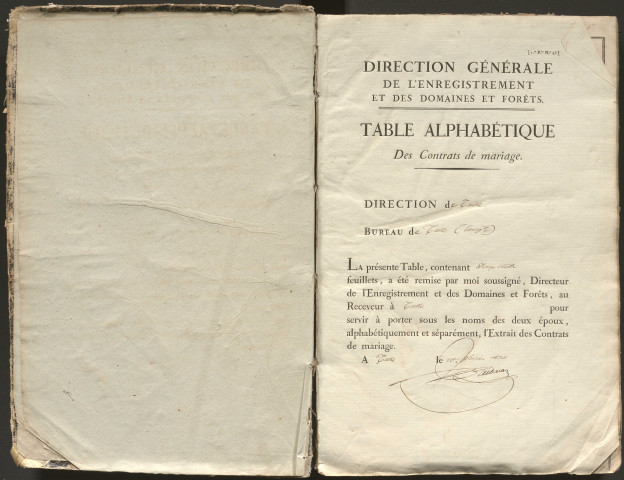 DIRECTION GÉNÉRALE
DE L'ENREGISTREMENT
ET DES DOMAINES ET FORÊTS.
TABLE ALPHABÉTIQUE
Des Contrats de mariage.
DIRECTION de
BUREAU de
LA présente Table, contenant
feuillets, a été remise par moi soussigné, Directeur
de l'Enregistrement et des Domaines et Forêts, au
Receveur à pour
servir à porter sous les noms des deux époux,
alphabétiquement et séparément, l'Extrait des Contrats
de mariage.
A le